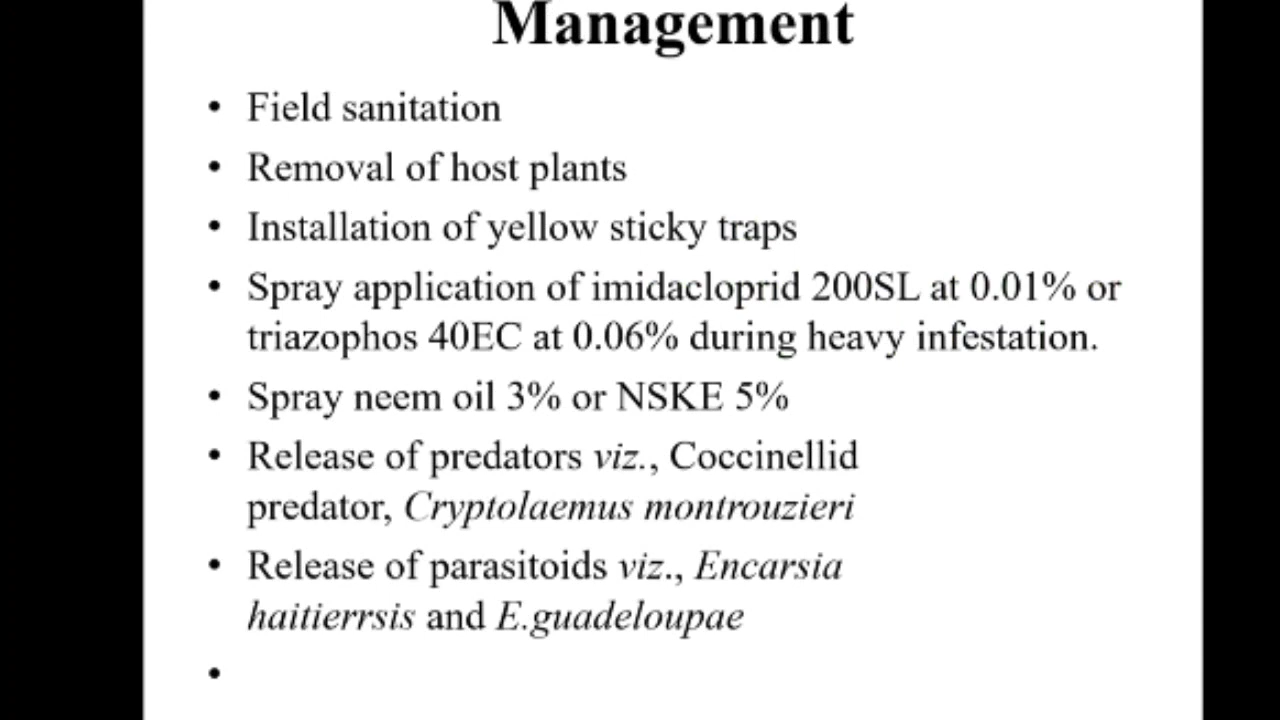 Management
• Field sanitation
• Removal of host plants
• Installation of yellow sticky traps
• Spray application of imidacloprid 200SL at 0.01% or
triazophos 40EC at 0.06% during heavy infestation.
• Spray neem oil 3% or NSKE 5%
• Release of predators viz., Coccinellid
predator, Cryptolaemus montrouzieri
• Release of parasitoids viz., Encarsia
haitierrsis and E.guadeloupae
•